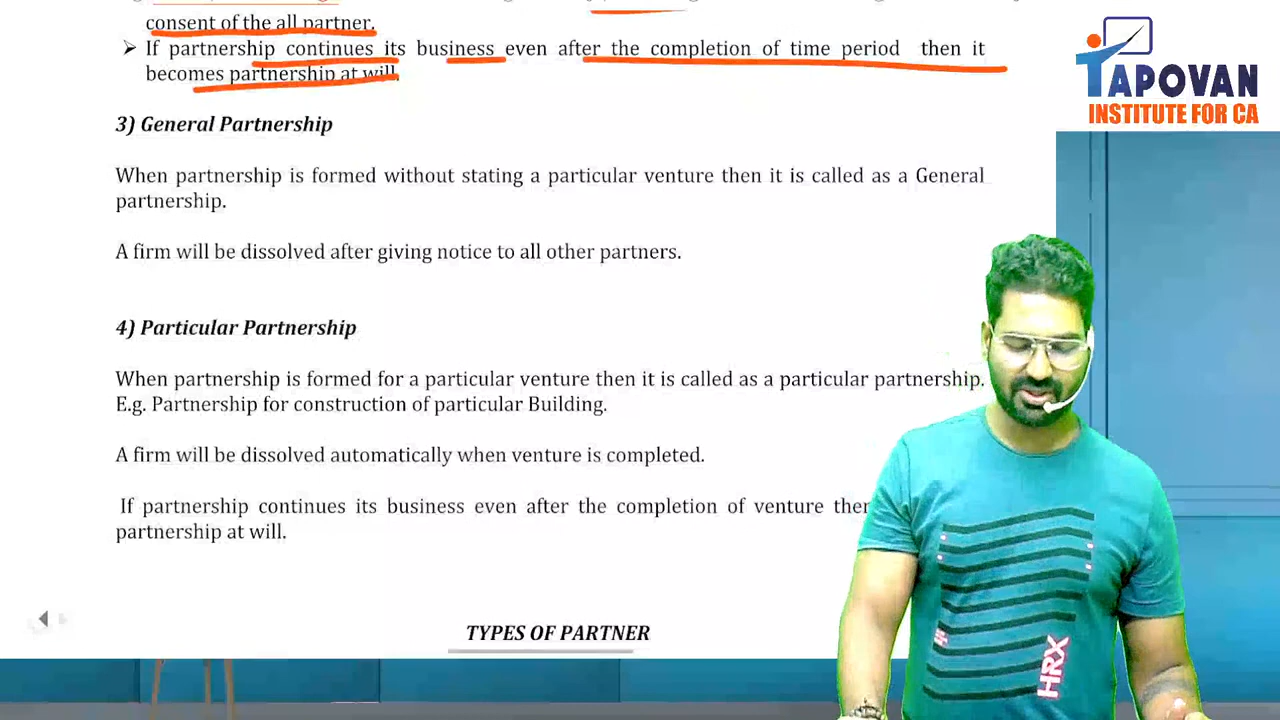 consent of the all partner.
➤ If partnership continues its business even after the completion of time period then it
becomes partnership at will.
3) General Partnership
When partnership is formed without stating a particular venture then it is called as a General
partnership.
A firm will be dissolved after giving notice to all other partners.
4) Particular Partnership
When partnership is formed for a particular venture then it is called as a particular partnership.
E.g. Partnership for construction of particular Building.
A firm will be dissolved automatically when venture is completed.
If partnership continues its business even after the completion of venture then
partnership at will.
TYPES OF PARTNER
TAPOVAN
INSTITUTE FOR CA
HRX